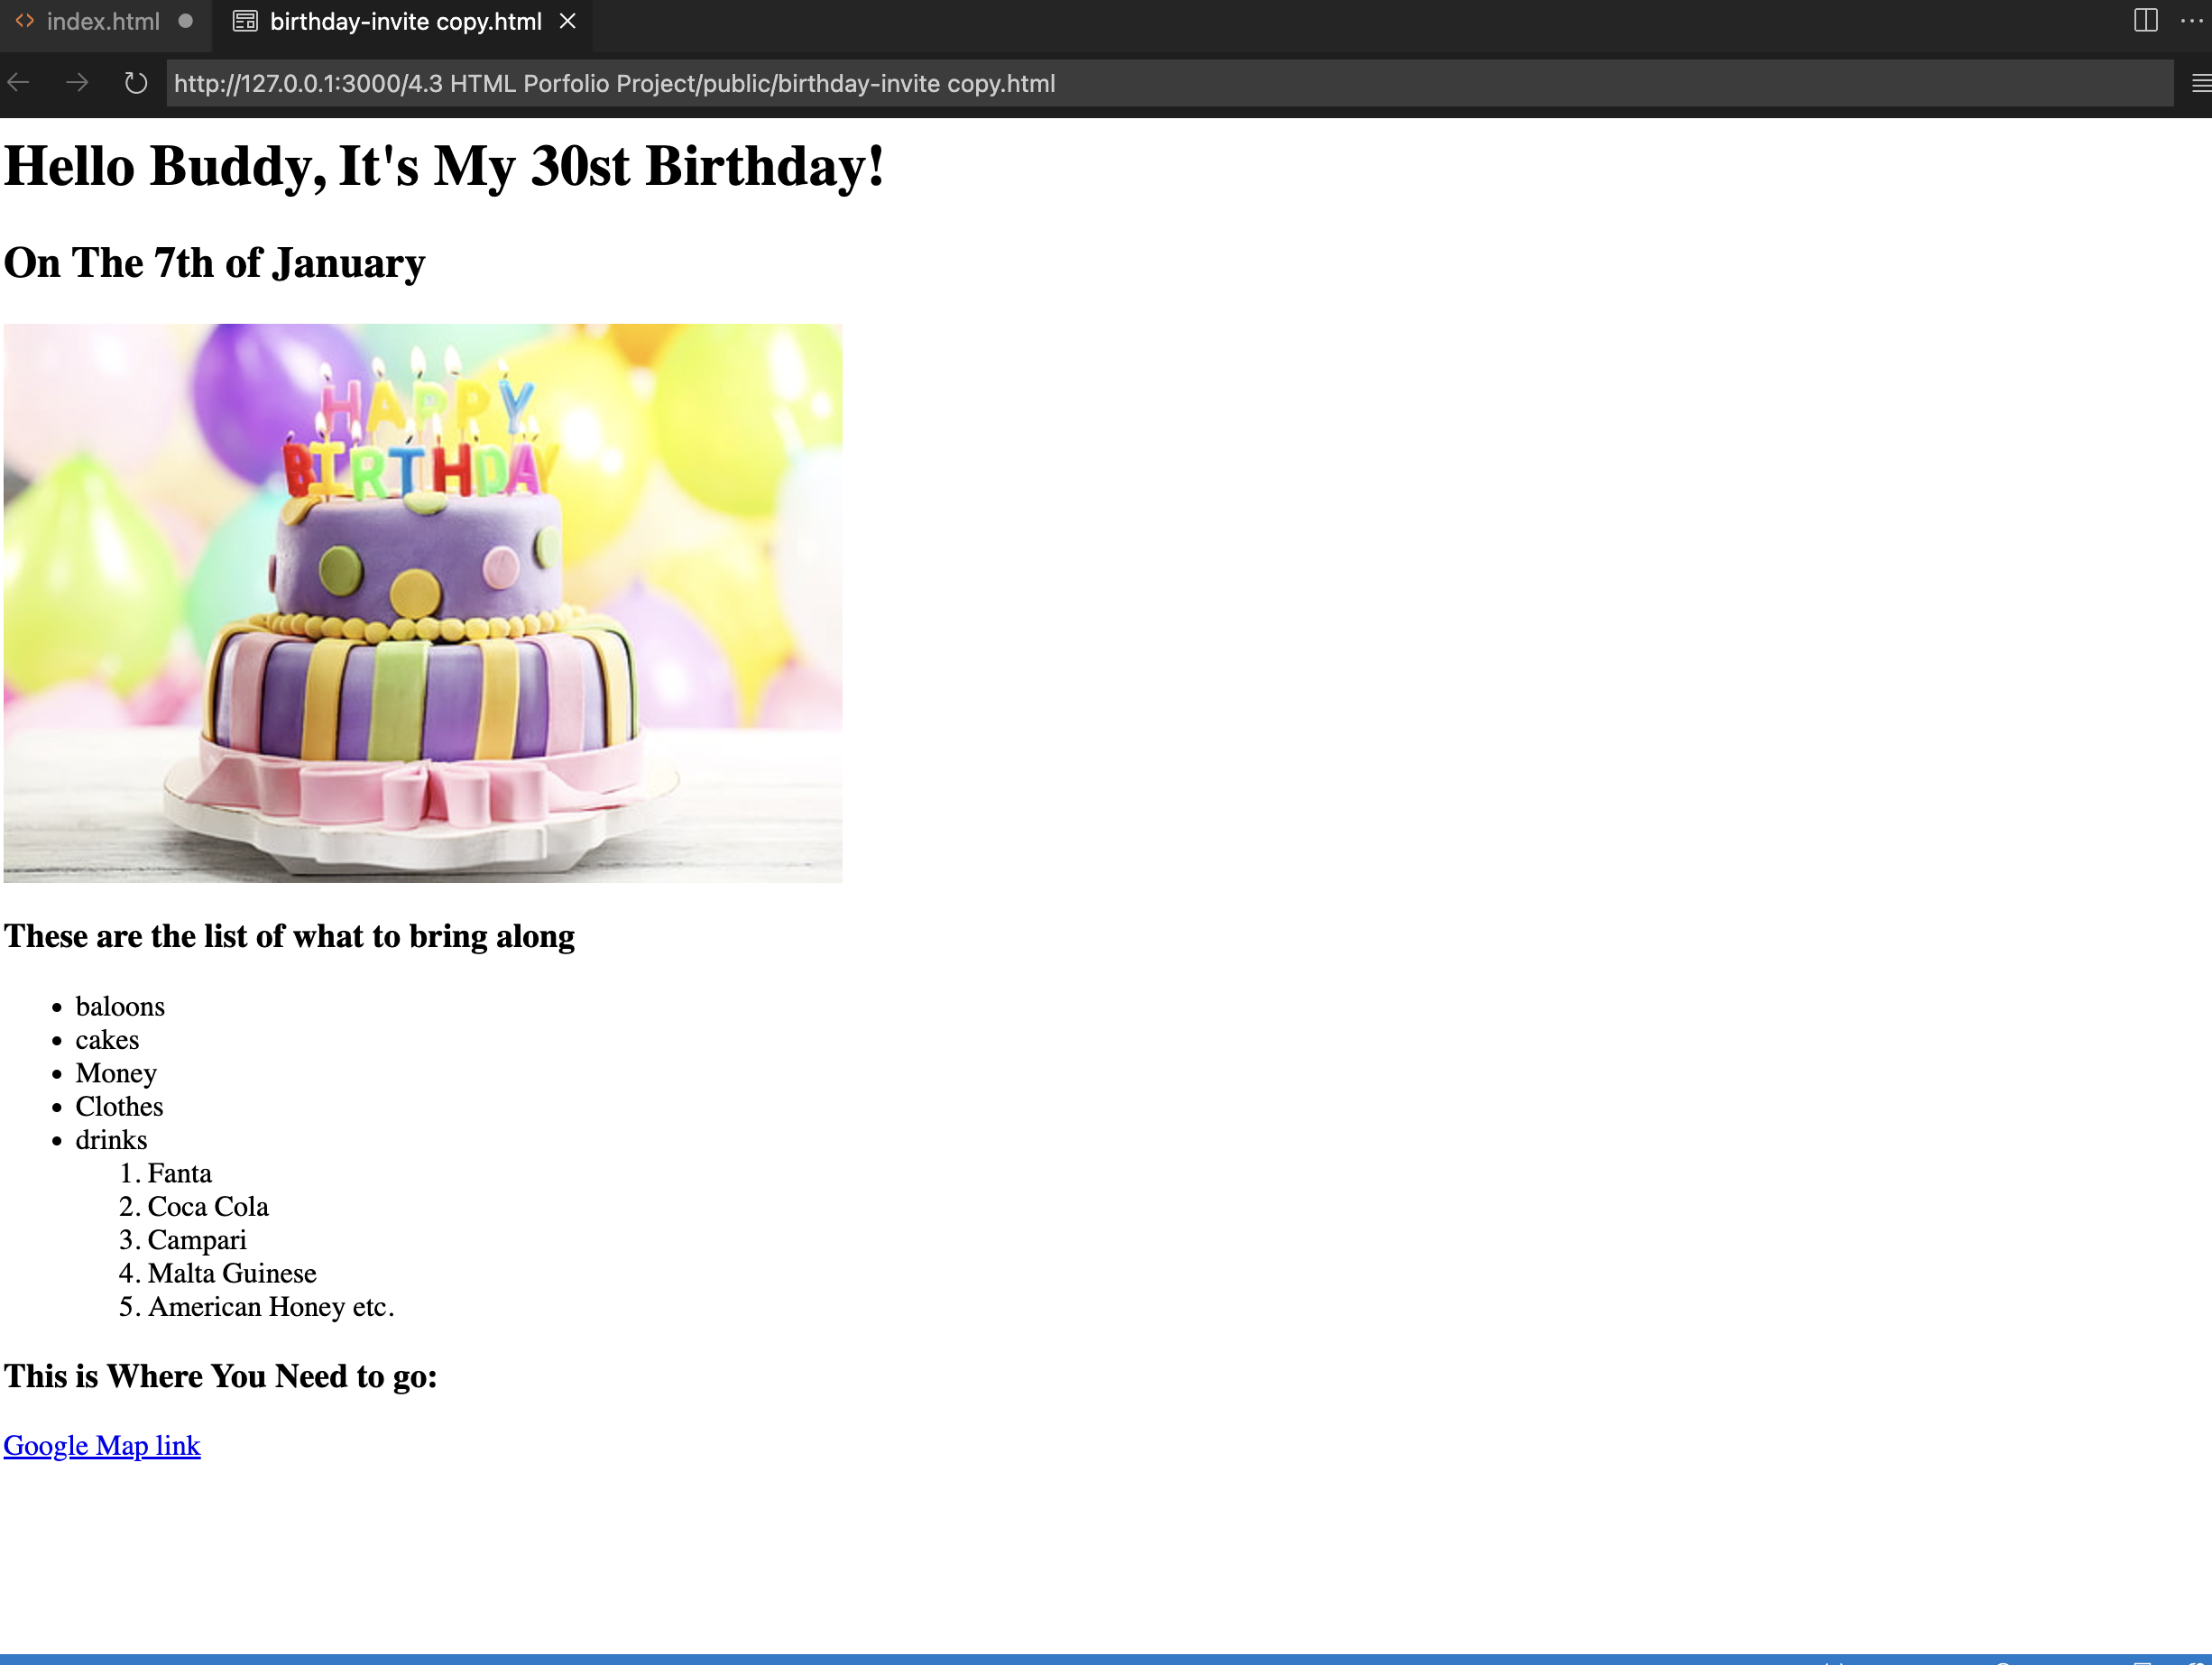 index.html
birthday-invite copy.html
http://127.0.0.1:3000/4.3 HTML Porfolio Project/public/birthday-invite copy.html
Hello Buddy, It's My 30st Birthday!
On The 7th of January
HAPPY
BIRTHDAY
These are the list of what to bring along
baloons
cakes
Money
Clothes
drinks
1. Fanta
2. Coca Cola
3. Campari
4. Malta Guinese
5. American Honey etc.
This is Where You Need to go:
Google Map link